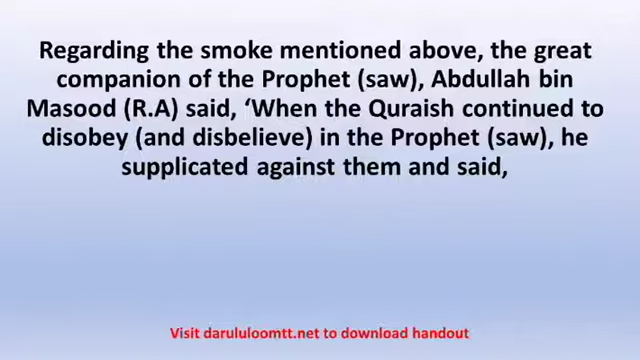 Regarding the smoke mentioned above, the great
companion of the Prophet (saw), Abdullah bin
Masood (R.A) said, ‘When the Quraish continued to
disobey (and disbelieve) in the Prophet (saw), he
supplicated against them and said,
Visit darululoomtt.net to download handout